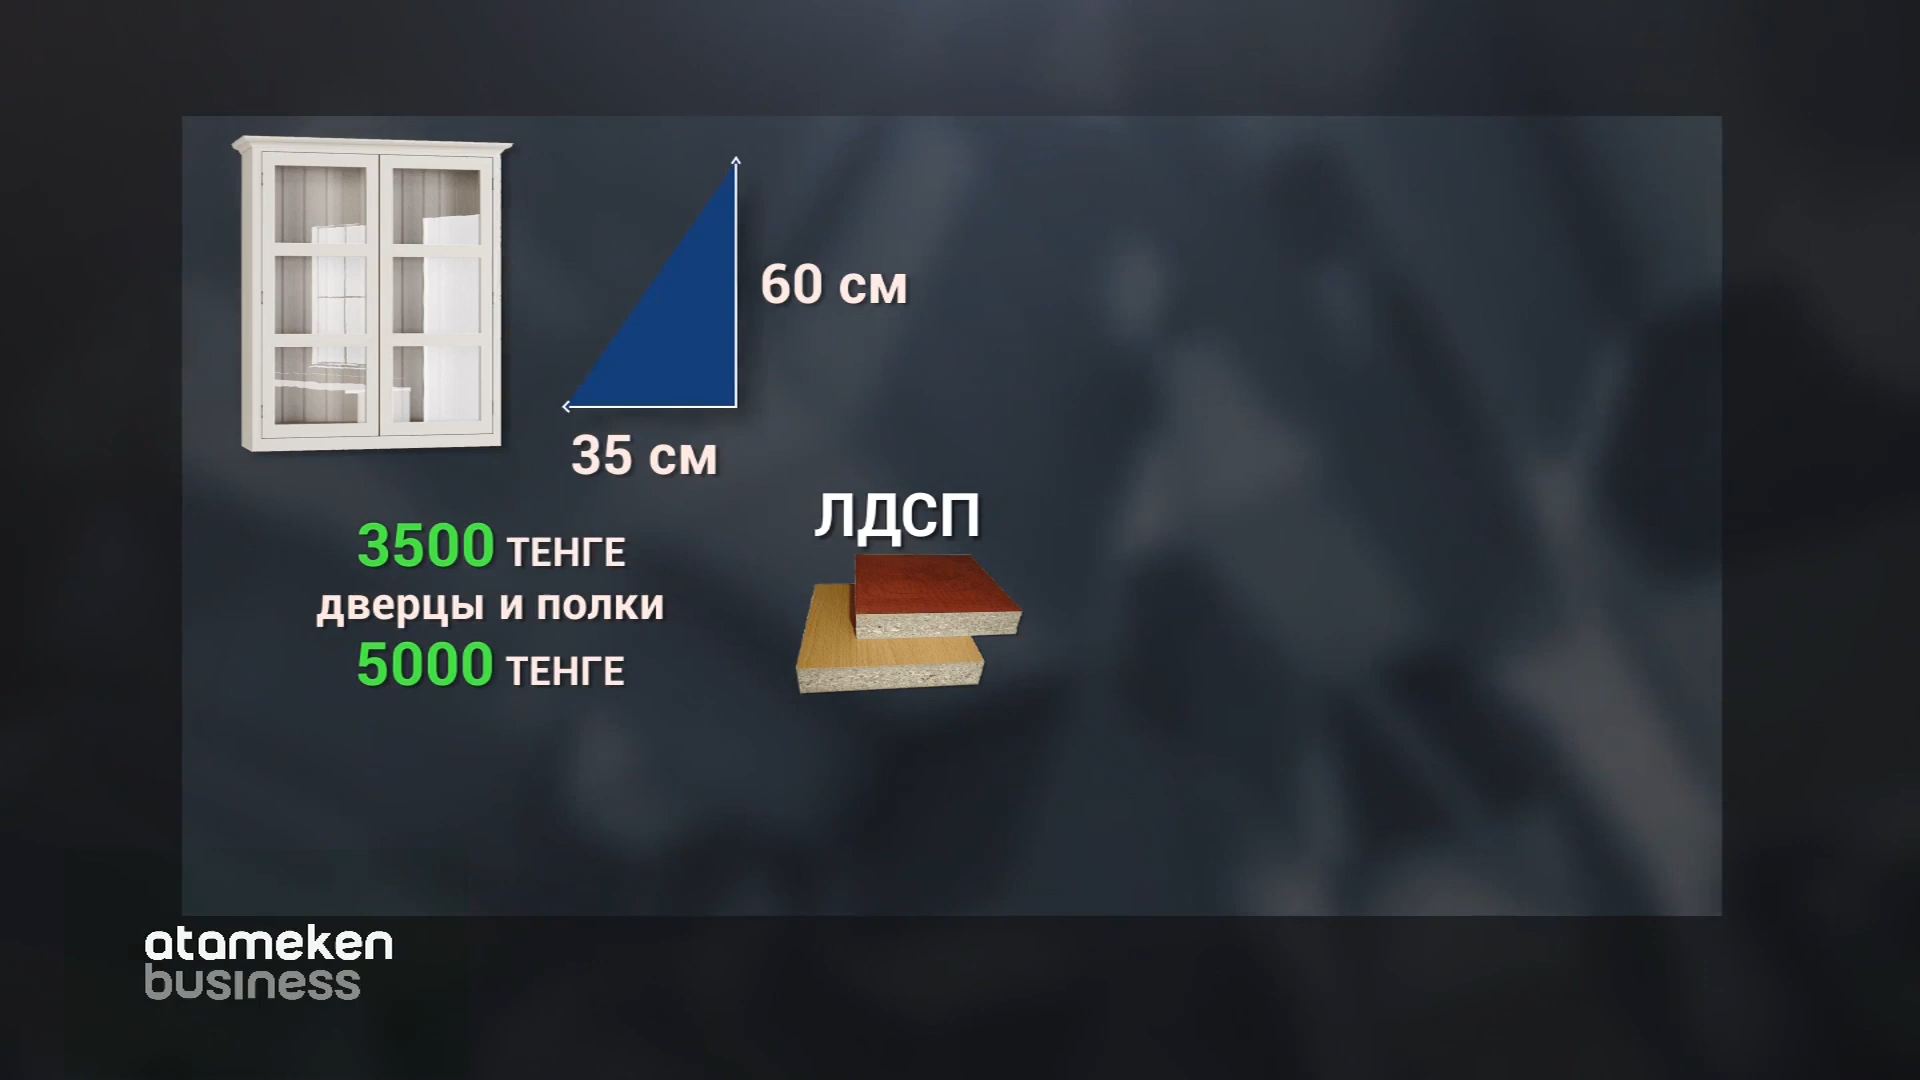 60 см
35 см
ЛДСП
3500 ТЕНГЕ
дверцы и полки
5000 ТЕНГЕ
atameken
business